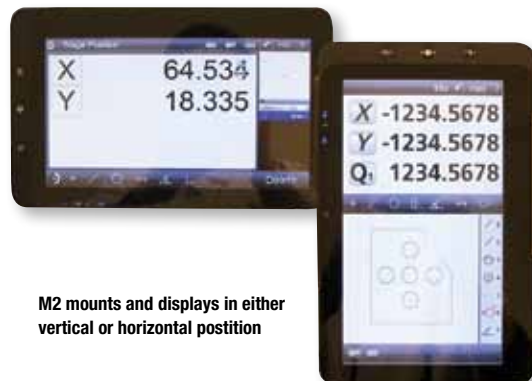 X 64.534
Y 18.335
Delete
X -1234.5678
Y -1234.5678
Q1 1234.5678
M2 mounts and displays in either
vertical or horizontal postition